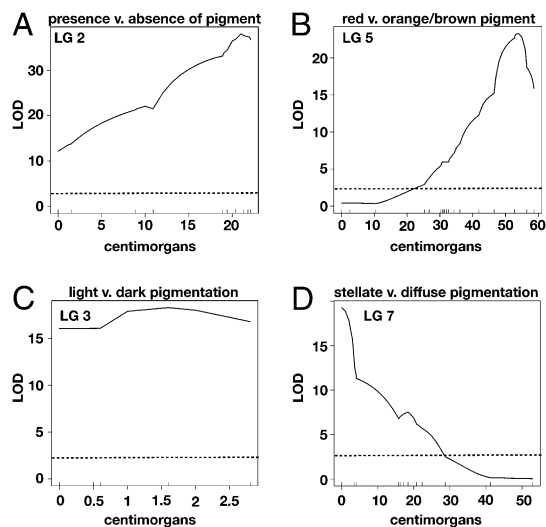 A presence v. absence of pigment
LG 2
LOD
30
20
10
0
0 5 10 15 20
centimorgans
B red v. orange/brown pigment
LG 5
LOD
20
15
10
5
0
0 10 20 30 40 50 60
centimorgans
C light v. dark pigmentation
LG 3
LOD
15
10
5
0
0 0.5 1 1.5 2 2.5
centimorgans
D stellate v. diffuse pigmentation
LG 7
LOD
15
10
5
0
0 10 20 30 40 50
centimorgans